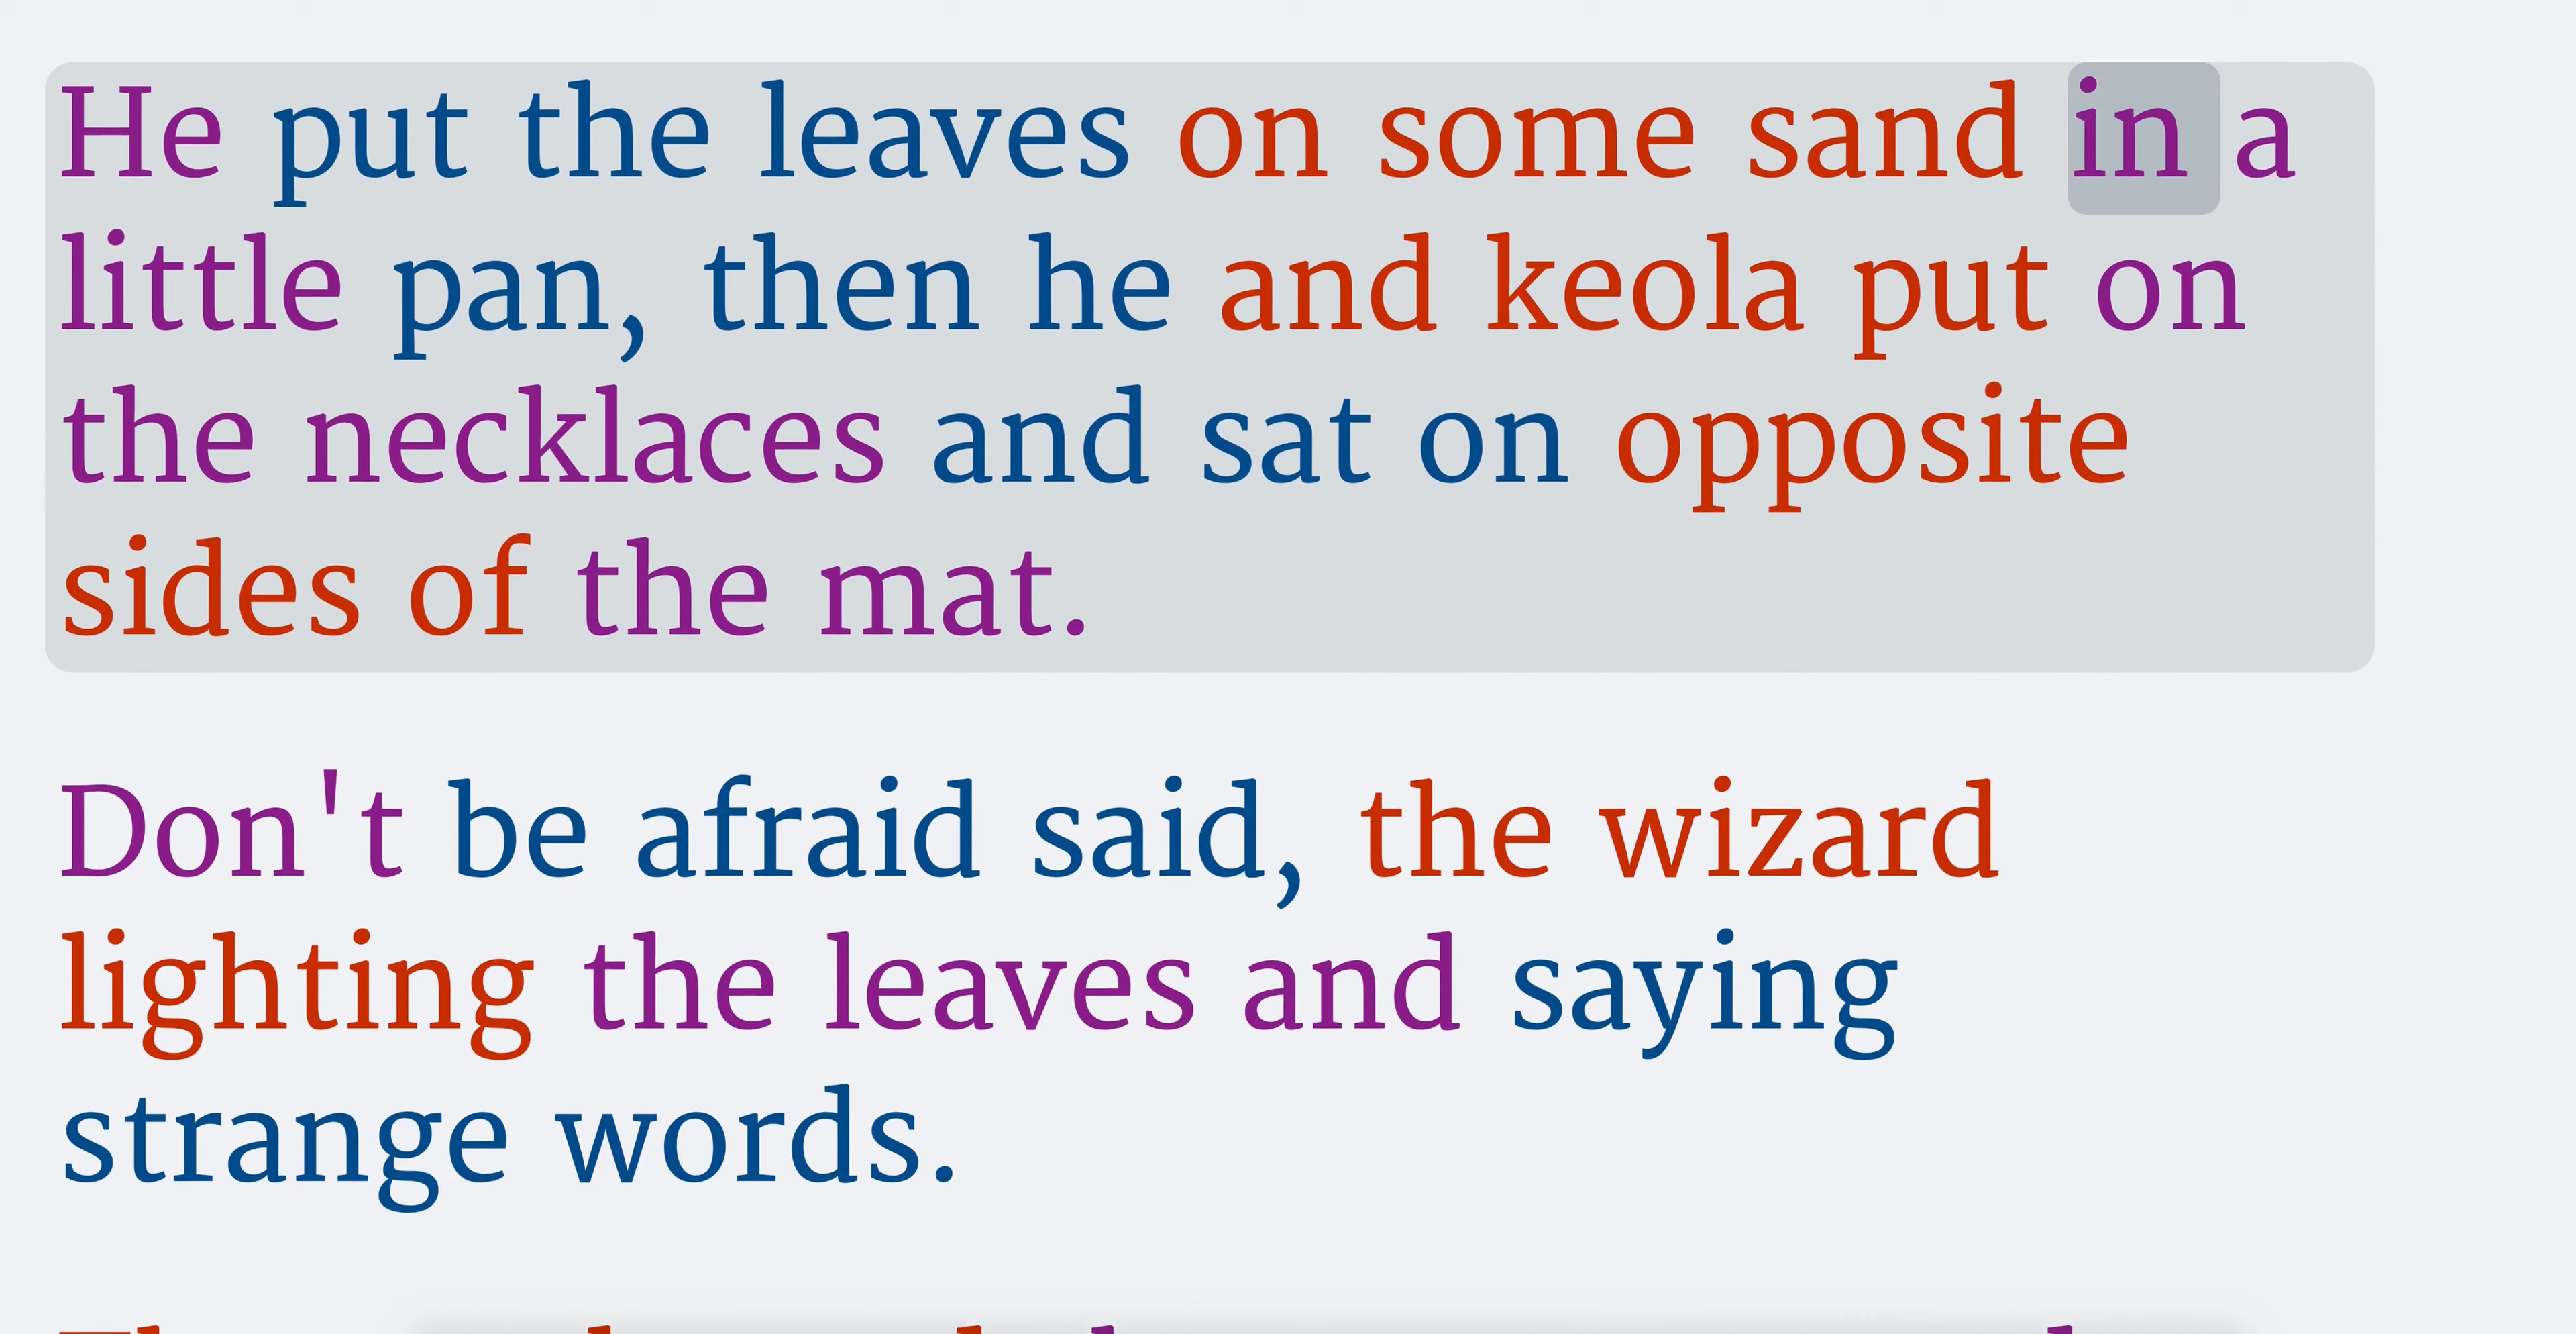 He put the leaves on some sand in a
little pan, then he and keola put on
the necklaces and sat on opposite
sides of the mat.
Don't be afraid said, the wizard
lighting the leaves and saying
strange words.